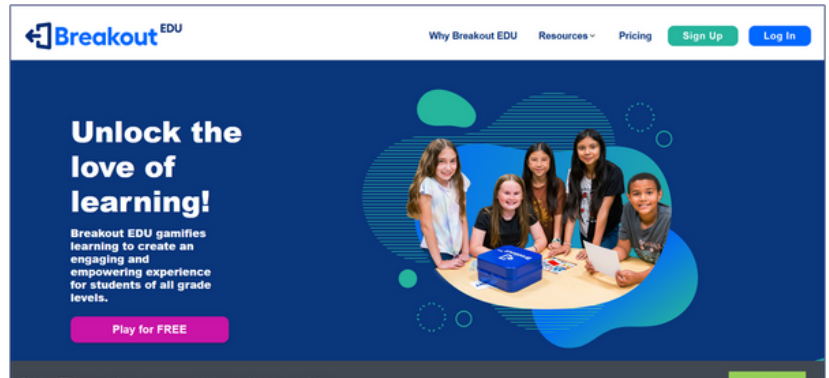 Breakout EDU
Why Breakout EDU Resources Pricing Sign Up Log In
Unlock the
love of
learning!
Breakout EDU gamifies
learning to create an
engaging and
empowering experience
for students of all grade
levels.
Play for FREE
Breakout